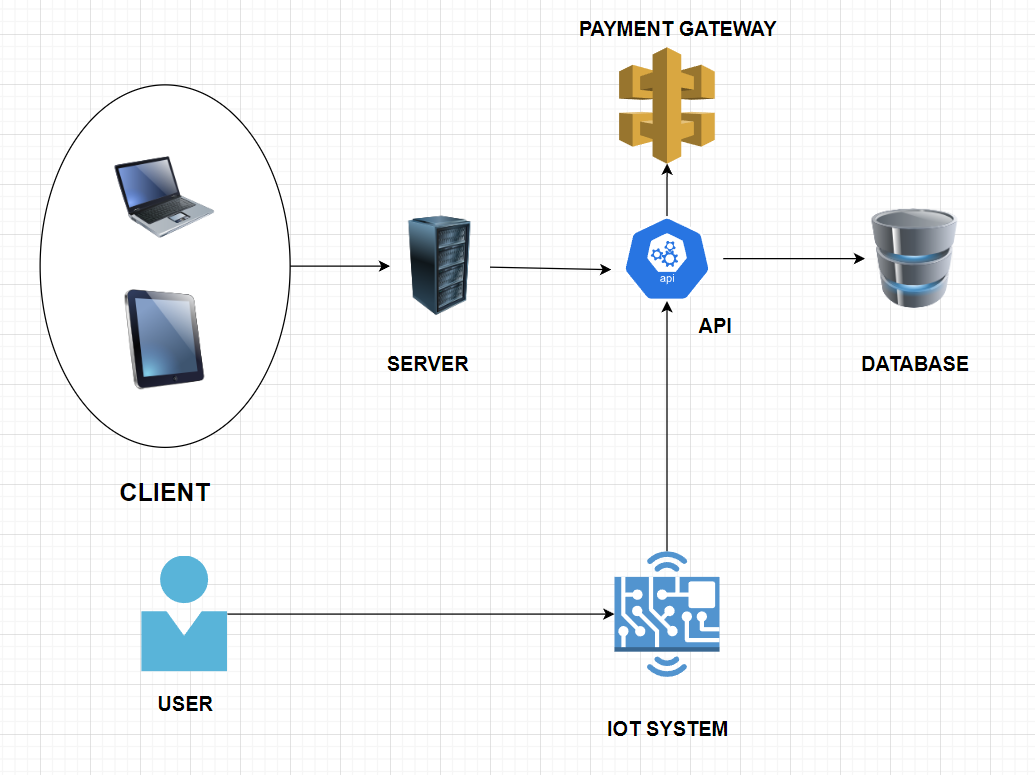 PAYMENT GATEWAY
api
API
SERVER
DATABASE
CLIENT
USER
IOT SYSTEM